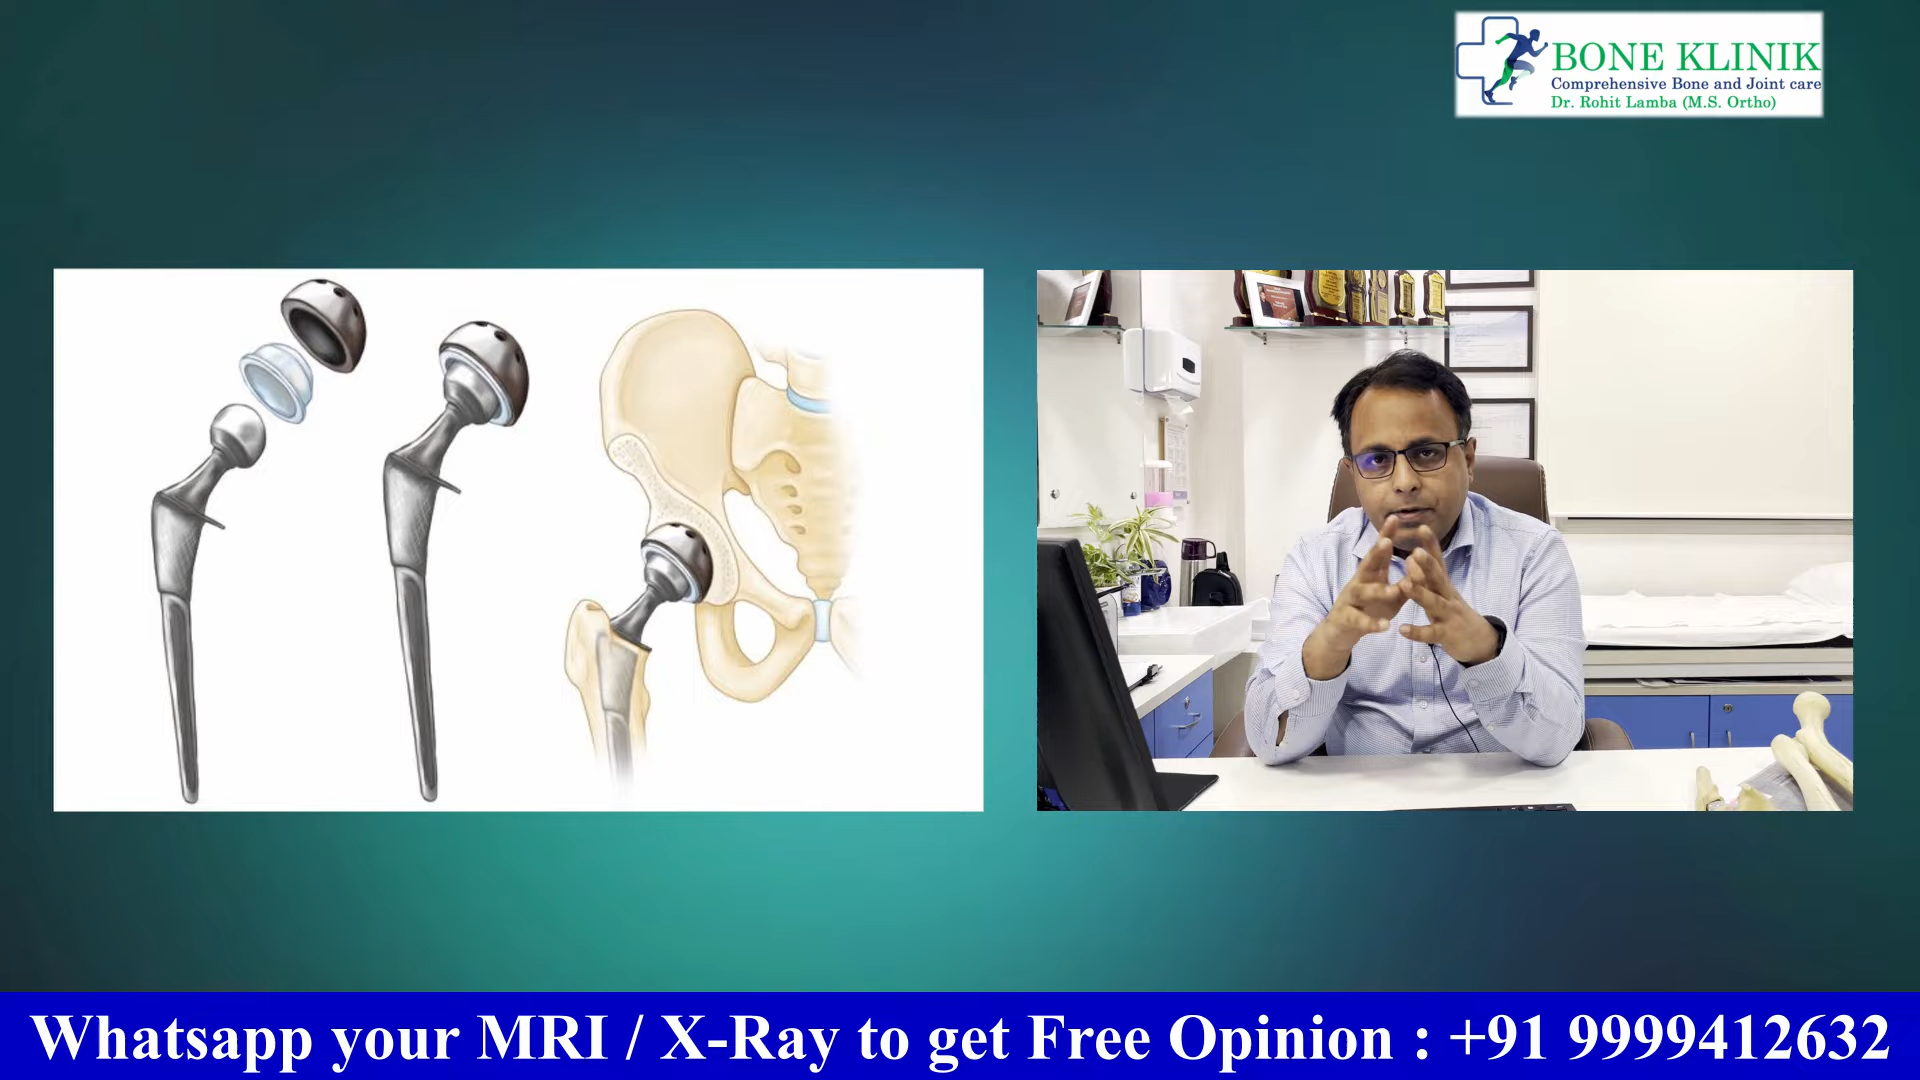 BONE KLINIK
Comprehensive Bone and Joint care
Dr. Rohit Lamba (M.S. Ortho)
Whatsapp your MRI / X-Ray to get Free Opinion : +91 9999412632